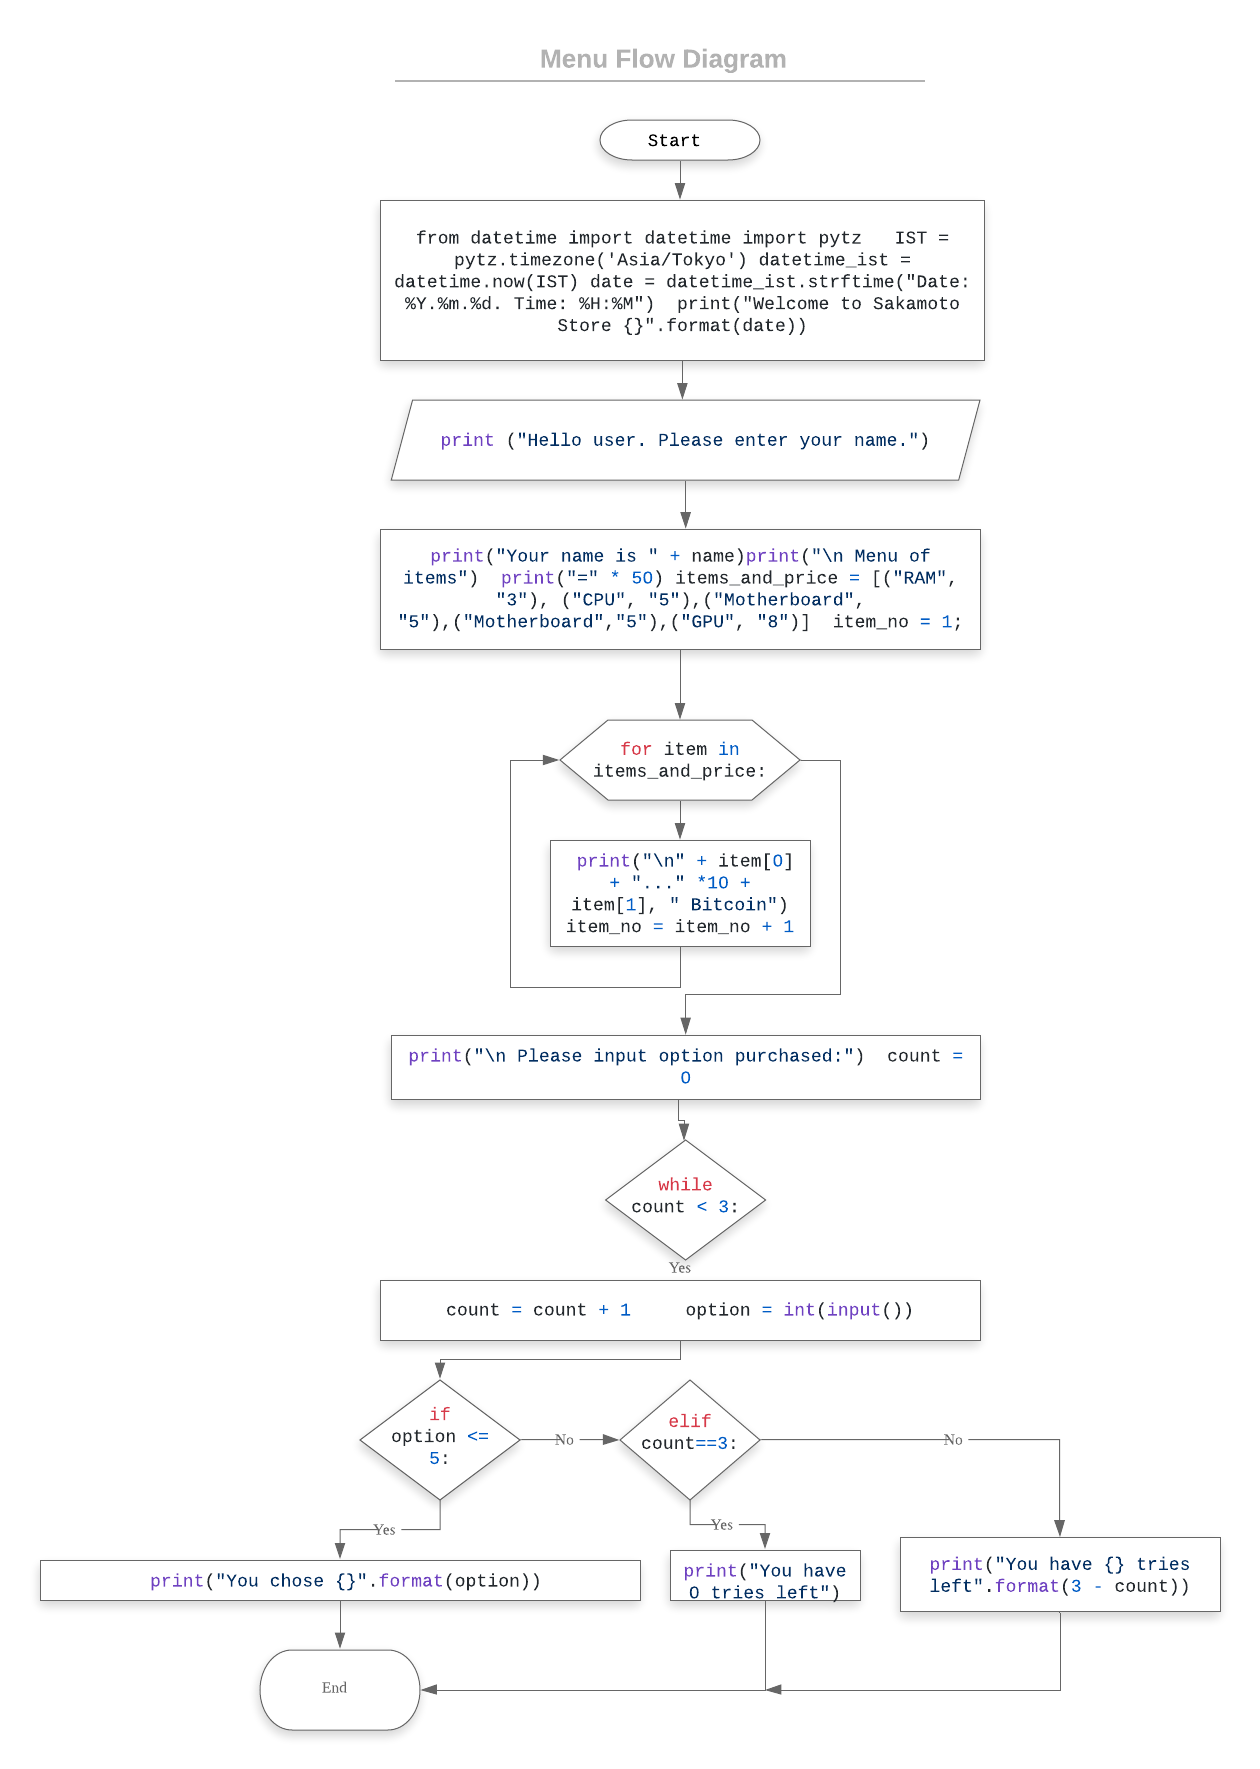 Menu Flow Diagram
Start
from datetime import datetime import pytz   IST =
pytz.timezone('Asia/Tokyo') datetime_ist =
datetime.now(IST) date = datetime_ist.strftime("Date:
%Y.%m.%d. Time: %H:%M")  print("Welcome to Sakamoto
Store {}".format(date))
print ("Hello user. Please enter your name.")
print("Your name is " + name)print("\n Menu of
items")  print("=" * 50) items_and_price = [("RAM",
"3"), ("CPU", "5"),("Motherboard",
"5"),("Motherboard","5"),("GPU", "8")]  item_no = 1;
for item in
items_and_price:
print("\n" + item[0]
+ "..." *10 +
item[1], " Bitcoin")
item_no = item_no + 1
print("\n Please input option purchased:")  count =
0
while
count < 3:
Yes
count = count + 1     option = int(input())
if
option <=
5:
No
elif
count==3:
No
Yes
Yes
print("You chose {}".format(option))
print("You have
0 tries left")
print("You have {} tries
left".format(3 - count))
End